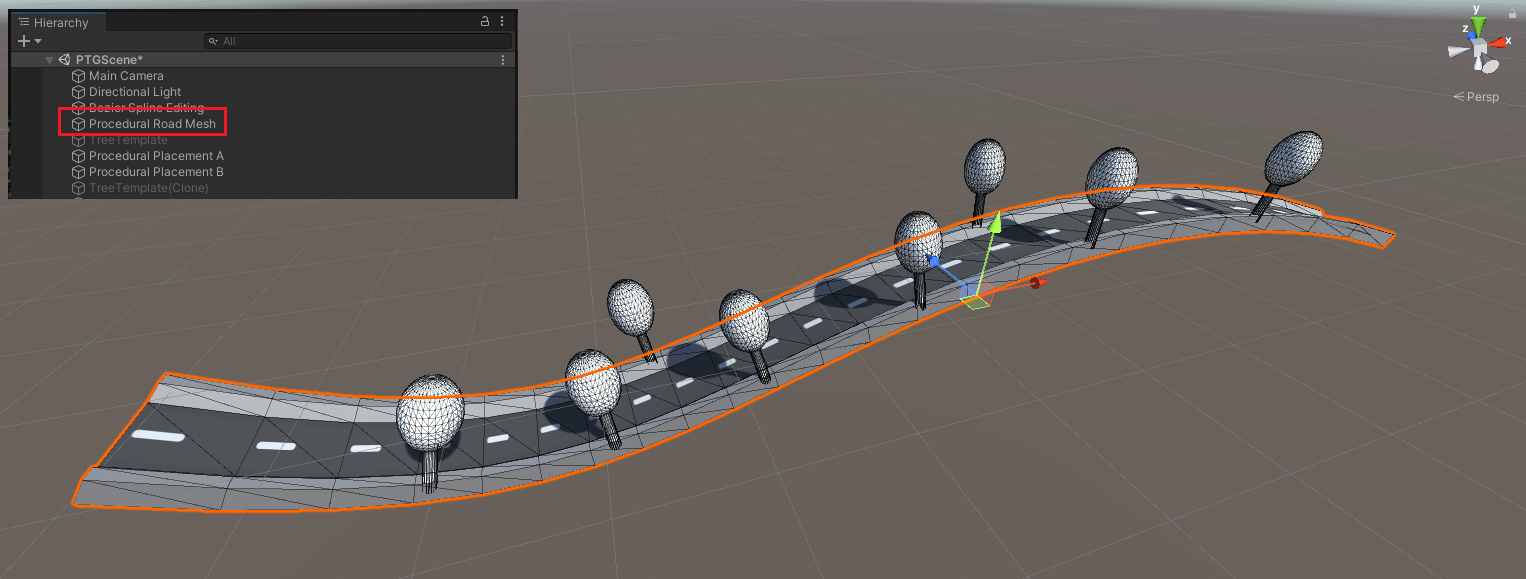 Hierarchy
All
PTGScene*
Main Camera
Directional Light
Bezier Spline Editing
Procedural Road Mesh
TreeTemplate
Procedural Placement A
Procedural Placement B
TreeTemplate(Clone)
y
z
x
Persp